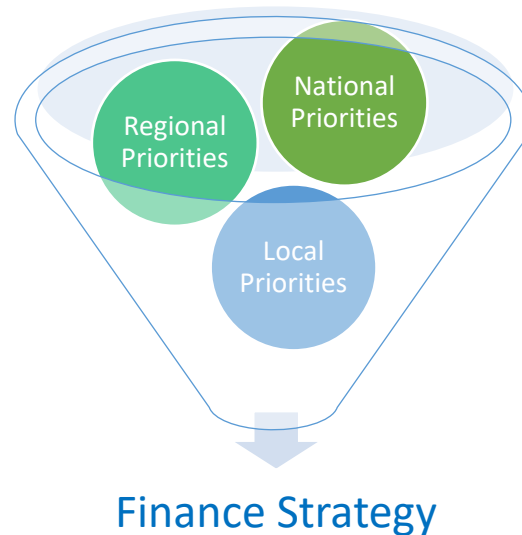 National
Priorities
Regional
Priorities
Local
Priorities
Finance Strategy